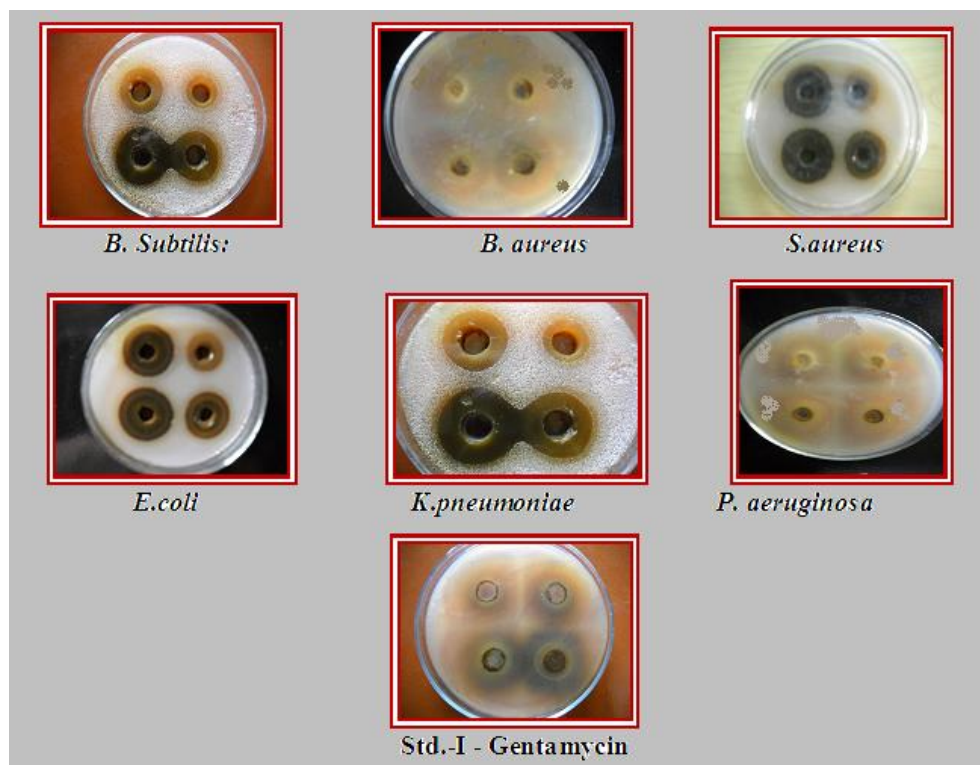 B. Subtilis:
B. aureus
S.aureus
E.coli
K.pneumoniae
P. aeruginosa
Std.-I - Gentamycin